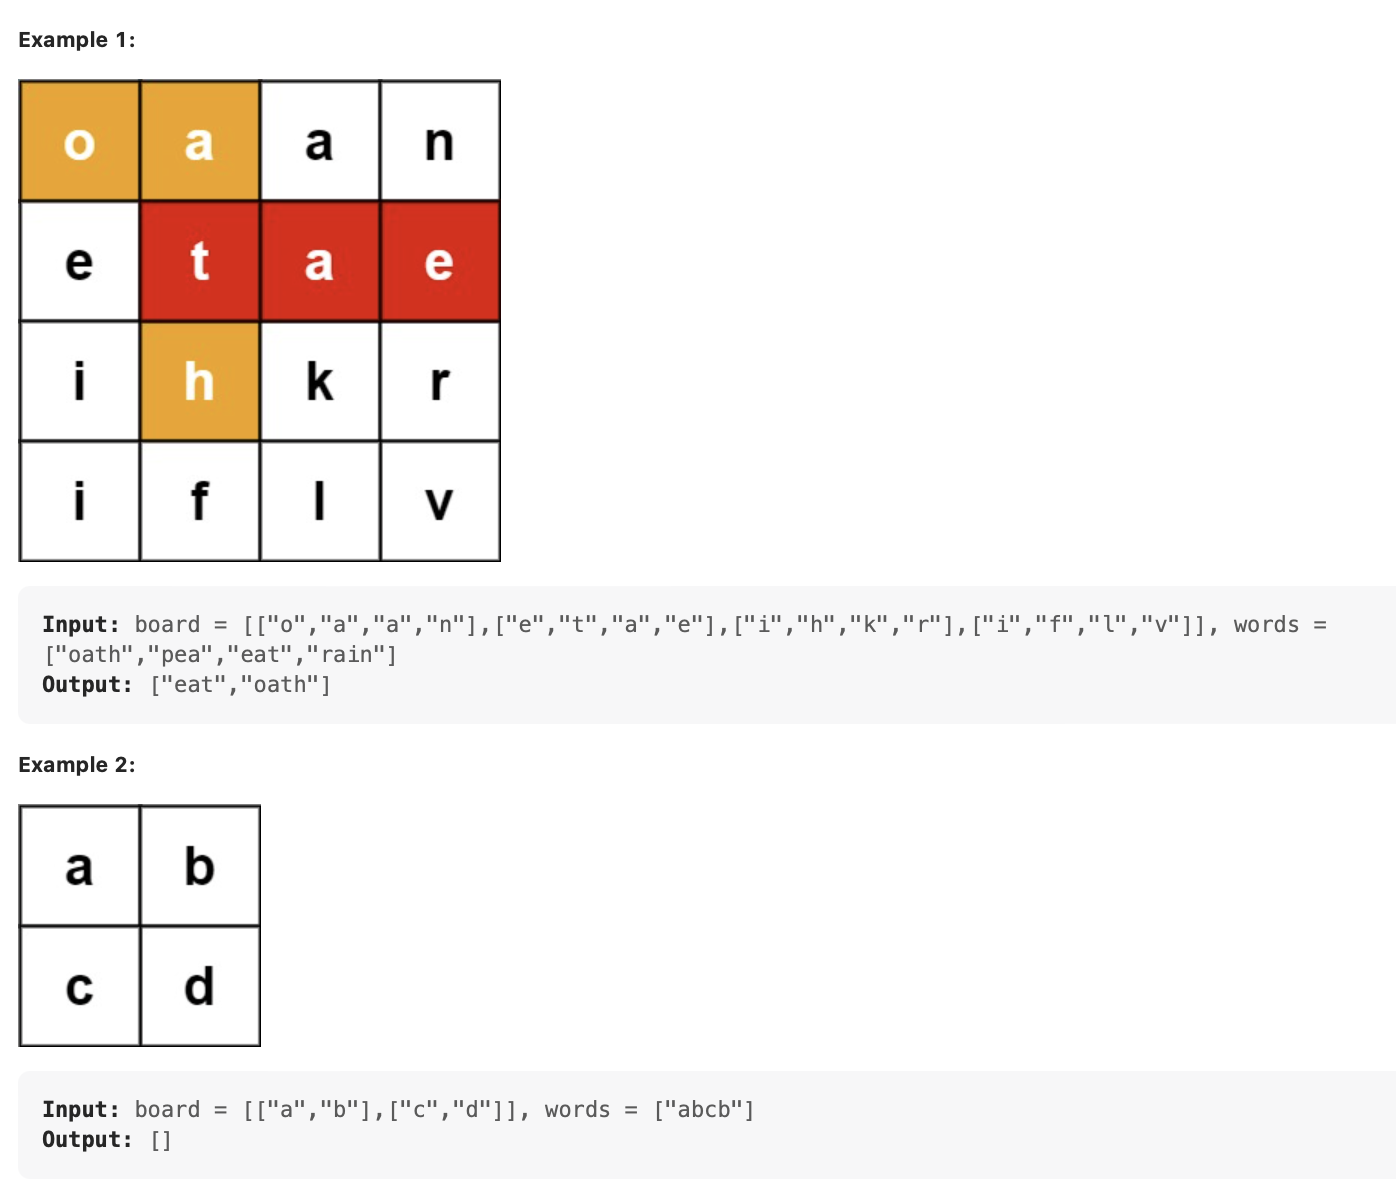 Example 1:
o a a n
e t a e
i h k r
i f l v
Input: board = [["o","a","a","n"],["e","t","a","e"],["i","h","k","r"],["i","f","l","v"]], words =
["oath","pea","eat","rain"]
Output: ["eat","oath"]
Example 2:
a b
c d
Input: board = [["a","b"],["c","d"]], words = ["abcb"]
Output: []